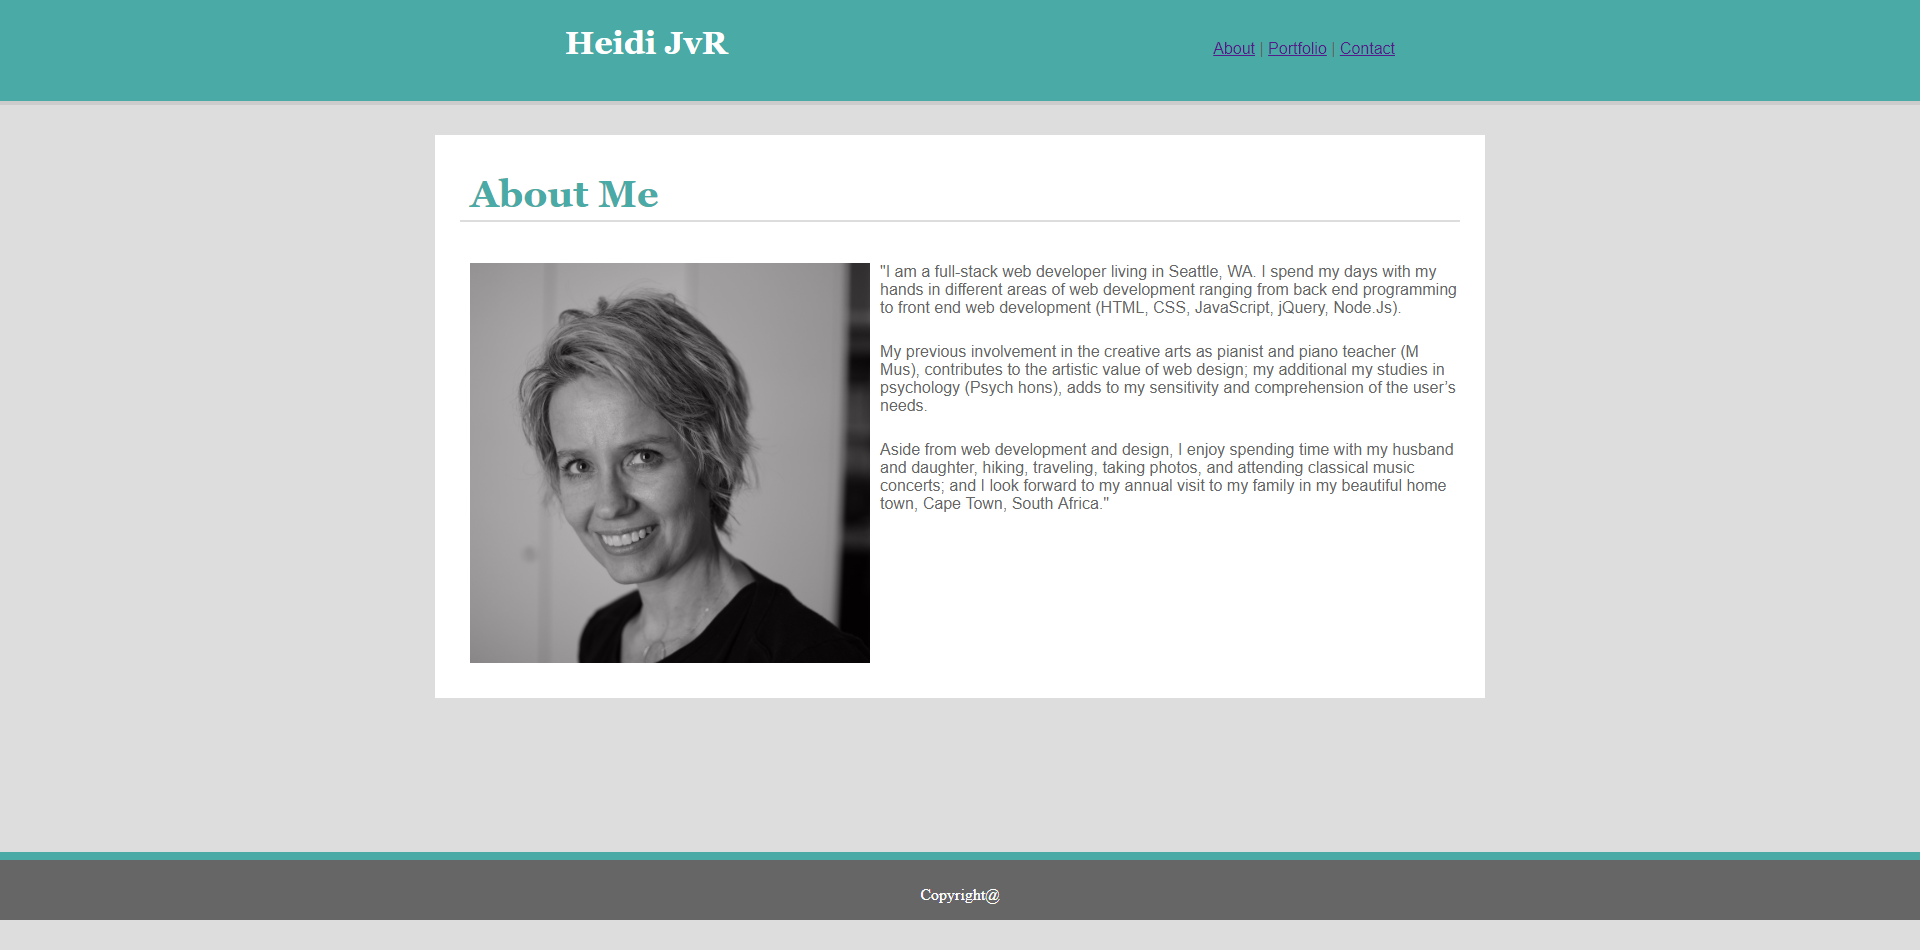 Heidi JvR
About | Portfolio | Contact
About Me
"I am a full-stack web developer living in Seattle, WA. I spend my days with my
hands in different areas of web development ranging from back end programming
to front end web development (HTML, CSS, JavaScript, jQuery, Node.Js).
My previous involvement in the creative arts as pianist and piano teacher (M
Mus), contributes to the artistic value of web design; my additional my studies in
psychology (Psych hons), adds to my sensitivity and comprehension of the user’s
needs.
Aside from web development and design, I enjoy spending time with my husband
and daughter, hiking, traveling, taking photos, and attending classical music
concerts; and I look forward to my annual visit to my family in my beautiful home
town, Cape Town, South Africa."
Copyright@